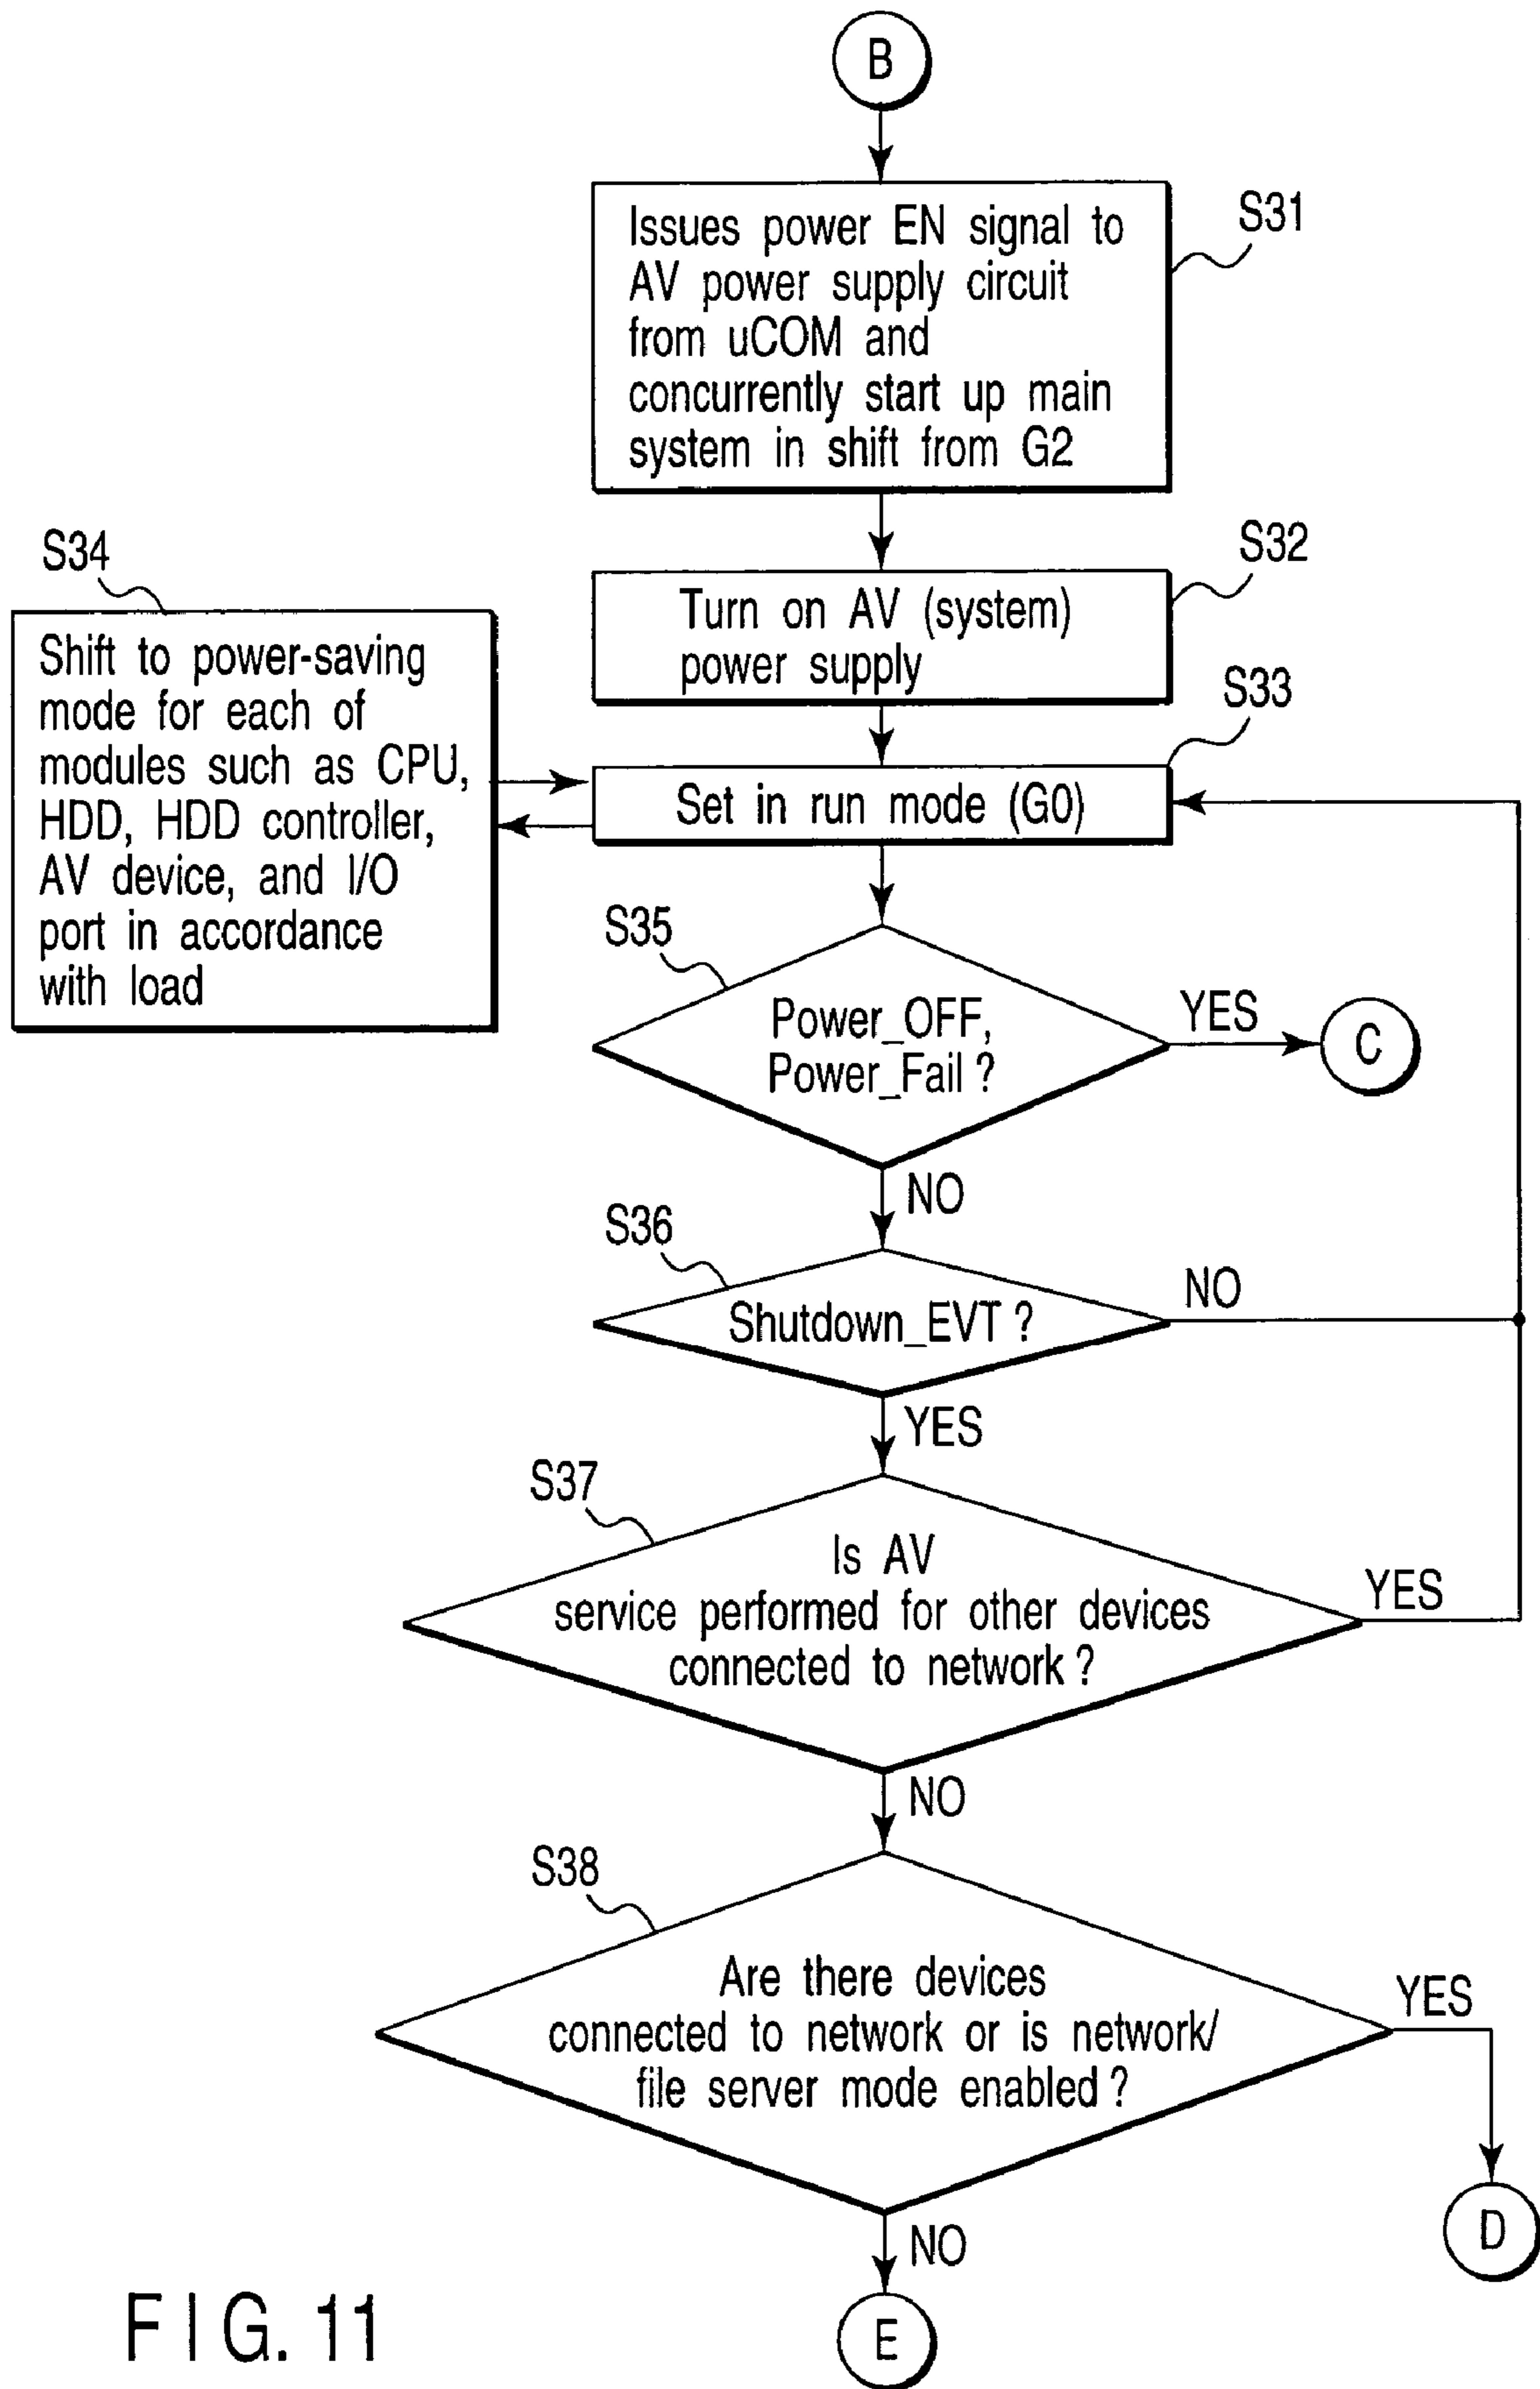 B
S31
Issues power EN signal to
AV power supply circuit
from uCOM and
concurrently start up main
system in shift from G2
S32
Turn on AV (system)
power supply
S34
Shift to power-saving
mode for each of
modules such as CPU,
HDD, HDD controller,
AV device, and I/O
port in accordance
with load
S33
Set in run mode (G0)
S35
Power_OFF,
Power_Fail ?
YES
C
NO
S36
Shutdown_EVT ?
NO
YES
S37
Is AV
service performed for other devices
connected to network ?
YES
NO
S38
Are there devices
connected to network or is network/
file server mode enabled ?
YES
D
NO
E
FIG. 11